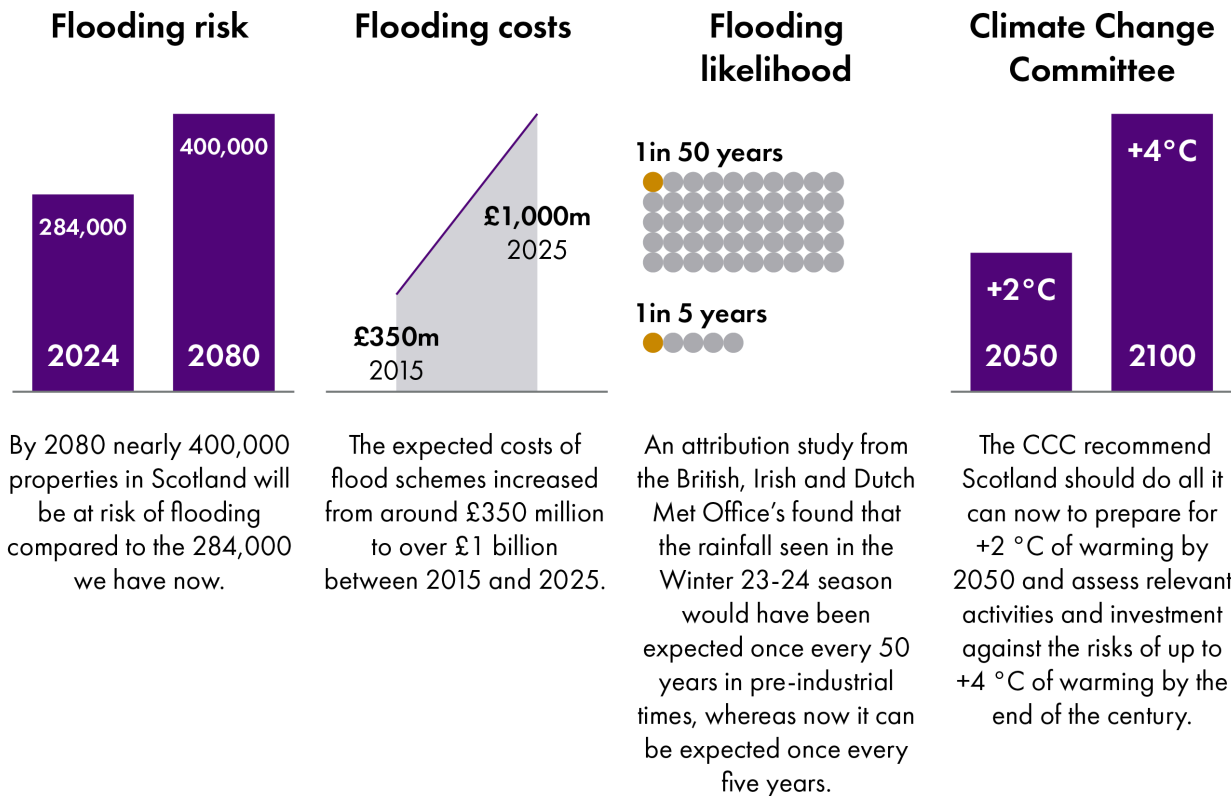 Flooding risk
400,000
284,000
2024
2080
By 2080 nearly 400,000
properties in Scotland will
be at risk of flooding
compared to the 284,000
we have now.
Flooding costs
£1,000m
2025
£350m
2015
The expected costs of
flood schemes increased
from around £350 million
to over £1 billion
between 2015 and 2025.
Flooding
likelihood
1 in 50 years
1 in 5 years
An attribution study from
the British, Irish and Dutch
Met Office’s found that
the rainfall seen in the
Winter 23-24 season
would have been
expected once every 50
years in pre-industrial
times, whereas now it can
be expected once every
five years.
Climate Change
Committee
+4°C
+2°C
2050
2100
The CCC recommend
Scotland should do all it
can now to prepare for
+2 °C of warming by
2050 and assess relevant
activities and investment
against the risks of up to
+4 °C of warming by the
end of the century.